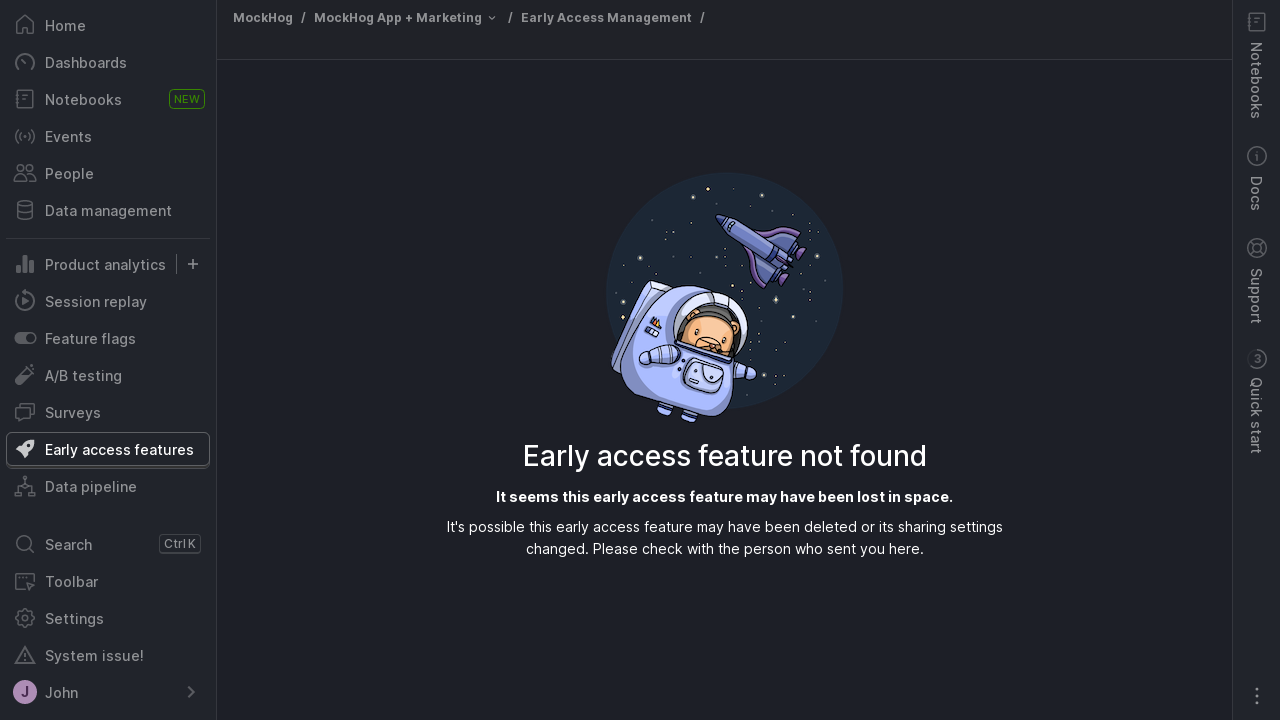 Home
Dashboards
Notebooks NEW
Events
People
Data management
Product analytics +
Session replay
Feature flags
A/B testing
Surveys
Early access features
Data pipeline
Search Ctrl K
Toolbar
Settings
System issue!
J John
MockHog / MockHog App + Marketing / Early Access Management /
Early access feature not found
It seems this early access feature may have been lost in space.
It's possible this early access feature may have been deleted or its sharing settings
changed. Please check with the person who sent you here.
Notebooks
Docs
Support
3 Quick start